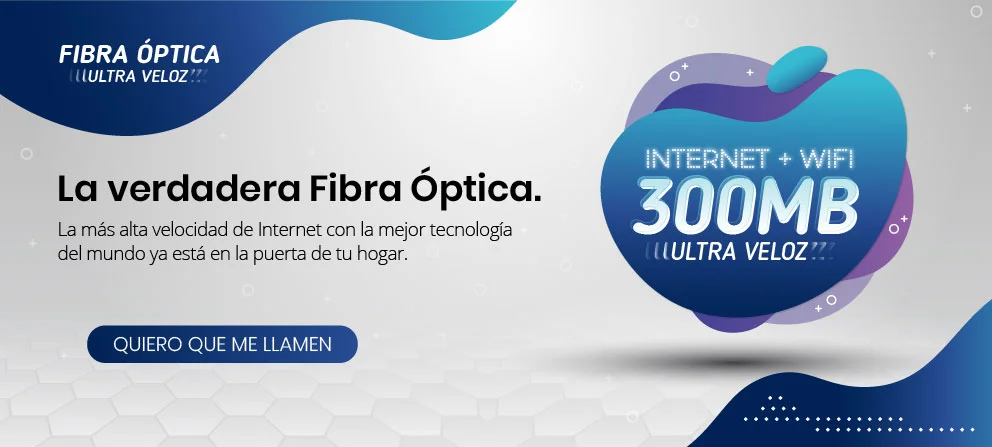 FIBRA ÓPTICA
ULTRA VELOZ
La verdadera Fibra Óptica.
La más alta velocidad de Internet con la mejor tecnología
del mundo ya está en la puerta de tu hogar.
QUIERO QUE ME LLAMEN
INTERNET + WIFI
300MB
ULTRA VELOZ